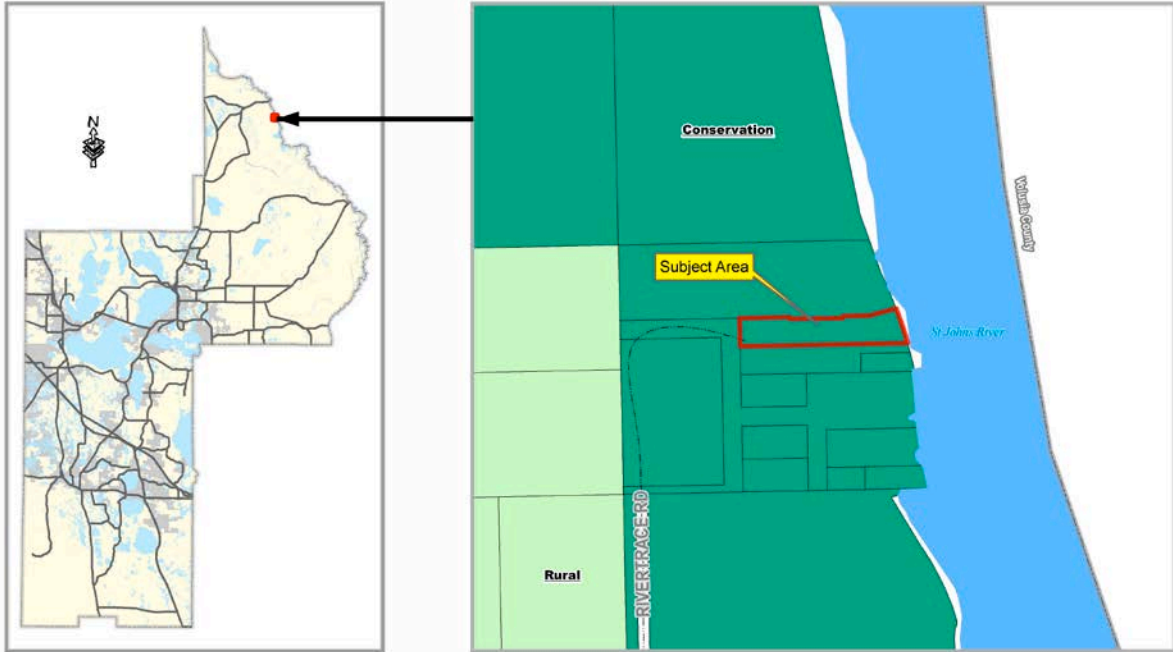 N
Conservation
Volusia County
Subject Area
St Johns River
RIVERTRACE RD
Rural